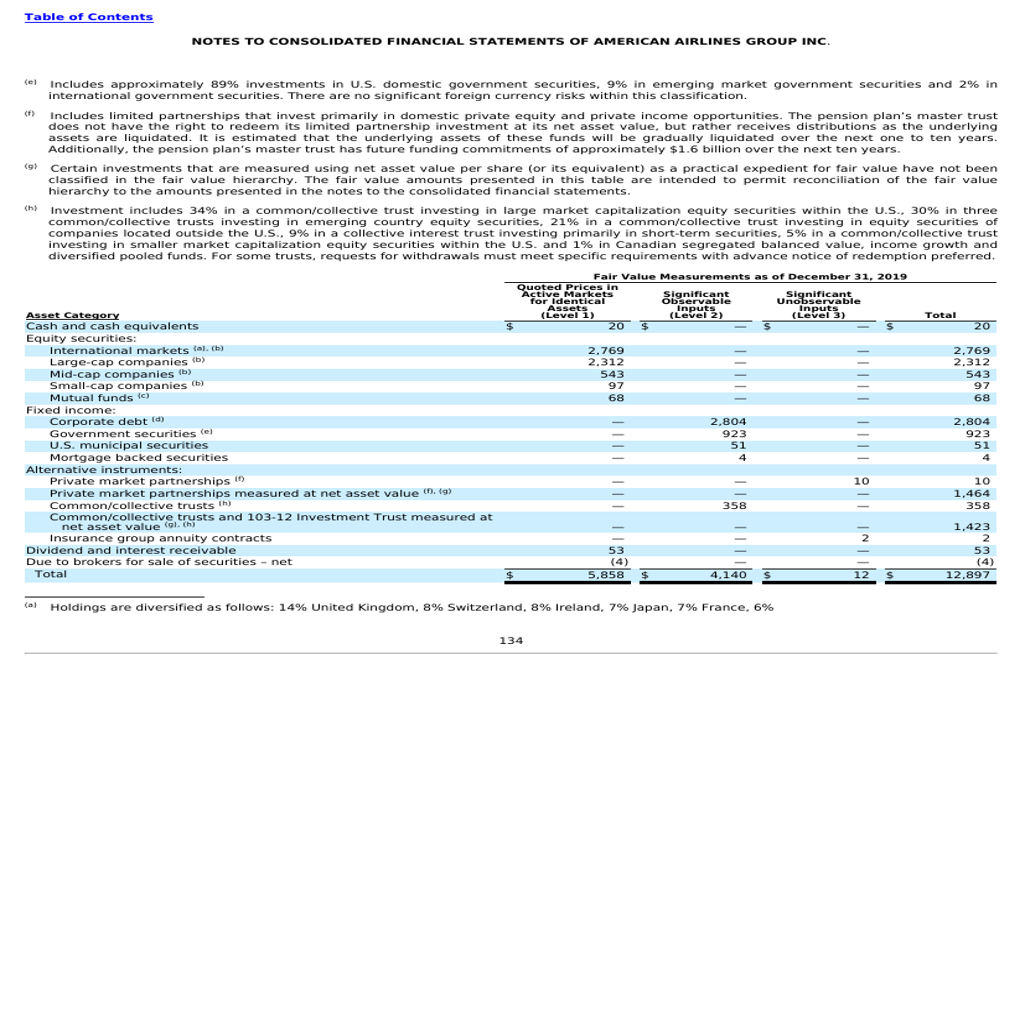 Table of Contents
NOTES TO CONSOLIDATED FINANCIAL STATEMENTS OF AMERICAN AIRLINES GROUP INC.
(e) Includes approximately 89% investments in U.S. domestic government securities, 9% in emerging market government securities and 2% in
international government securities. There are no significant foreign currency risks within this classification.
(f) Includes limited partnerships that invest primarily in domestic private equity and private income opportunities. The pension plan's master trust
does not have the right to redeem its limited partnership investment at its net asset value, but rather receives distributions as the underlying
assets are liquidated. It is estimated that the underlying assets of these funds will be gradually liquidated over the next one to ten years.
Additionally, the pension plan's master trust has future funding commitments of approximately $1.6 billion over the next ten years.
(g) Certain investments that are measured using net asset value per share (or its equivalent) as a practical expedient for fair value have not been
classified in the fair value hierarchy. The fair value amounts presented in this table are intended to permit reconciliation of the fair value
hierarchy to the amounts presented in the notes to the consolidated financial statements.
(h) Investment includes 34% in a common/collective trust investing in large market capitalization equity securities within the U.S., 30% in three
common/collective trusts investing in emerging country equity securities, 21% in a common/collective trust investing in equity securities of
companies located outside the U.S., 9% in a collective interest trust investing primarily in short-term securities, 5% in a common/collective trust
investing in smaller market capitalization equity securities within the U.S. and 1% in Canadian segregated balanced value, income growth and
diversified pooled funds. For some trusts, requests for withdrawals must meet specific requirements with advance notice of redemption preferred.
Fair Value Measurements as of December 31, 2019
Quoted Prices in
Active Markets Significant Significant
for Identical Observable Unobservable
Assets Inputs Inputs
Asset Category (Level 1) (Level 2) (Level 3) Total
Cash and cash equivalents $ 20 $ — $ — $ 20
Equity securities:
International markets (a), (b) 2,769 — — 2,769
Large-cap companies (b) 2,312 — — 2,312
Mid-cap companies (b) 543 — — 543
Small-cap companies (b) 97 — — 97
Mutual funds (c) 68 — — 68
Fixed income:
Corporate debt (d) — 2,804 — 2,804
Government securities (e) — 923 — 923
U.S. municipal securities — 51 — 51
Mortgage backed securities — 4 — 4
Alternative instruments:
Private market partnerships (f) — — 10 10
Private market partnerships measured at net asset value (f), (g) — — — 1,464
Common/collective trusts (h) — 358 — 358
Common/collective trusts and 103-12 Investment Trust measured at
net asset value (g), (h) — — — 1,423
Insurance group annuity contracts — — 2 2
Dividend and interest receivable 53 — — 53
Due to brokers for sale of securities – net (4) — — (4)
Total $ 5,858 $ 4,140 $ 12 $ 12,897
(a) Holdings are diversified as follows: 14% United Kingdom, 8% Switzerland, 8% Ireland, 7% Japan, 7% France, 6%
134